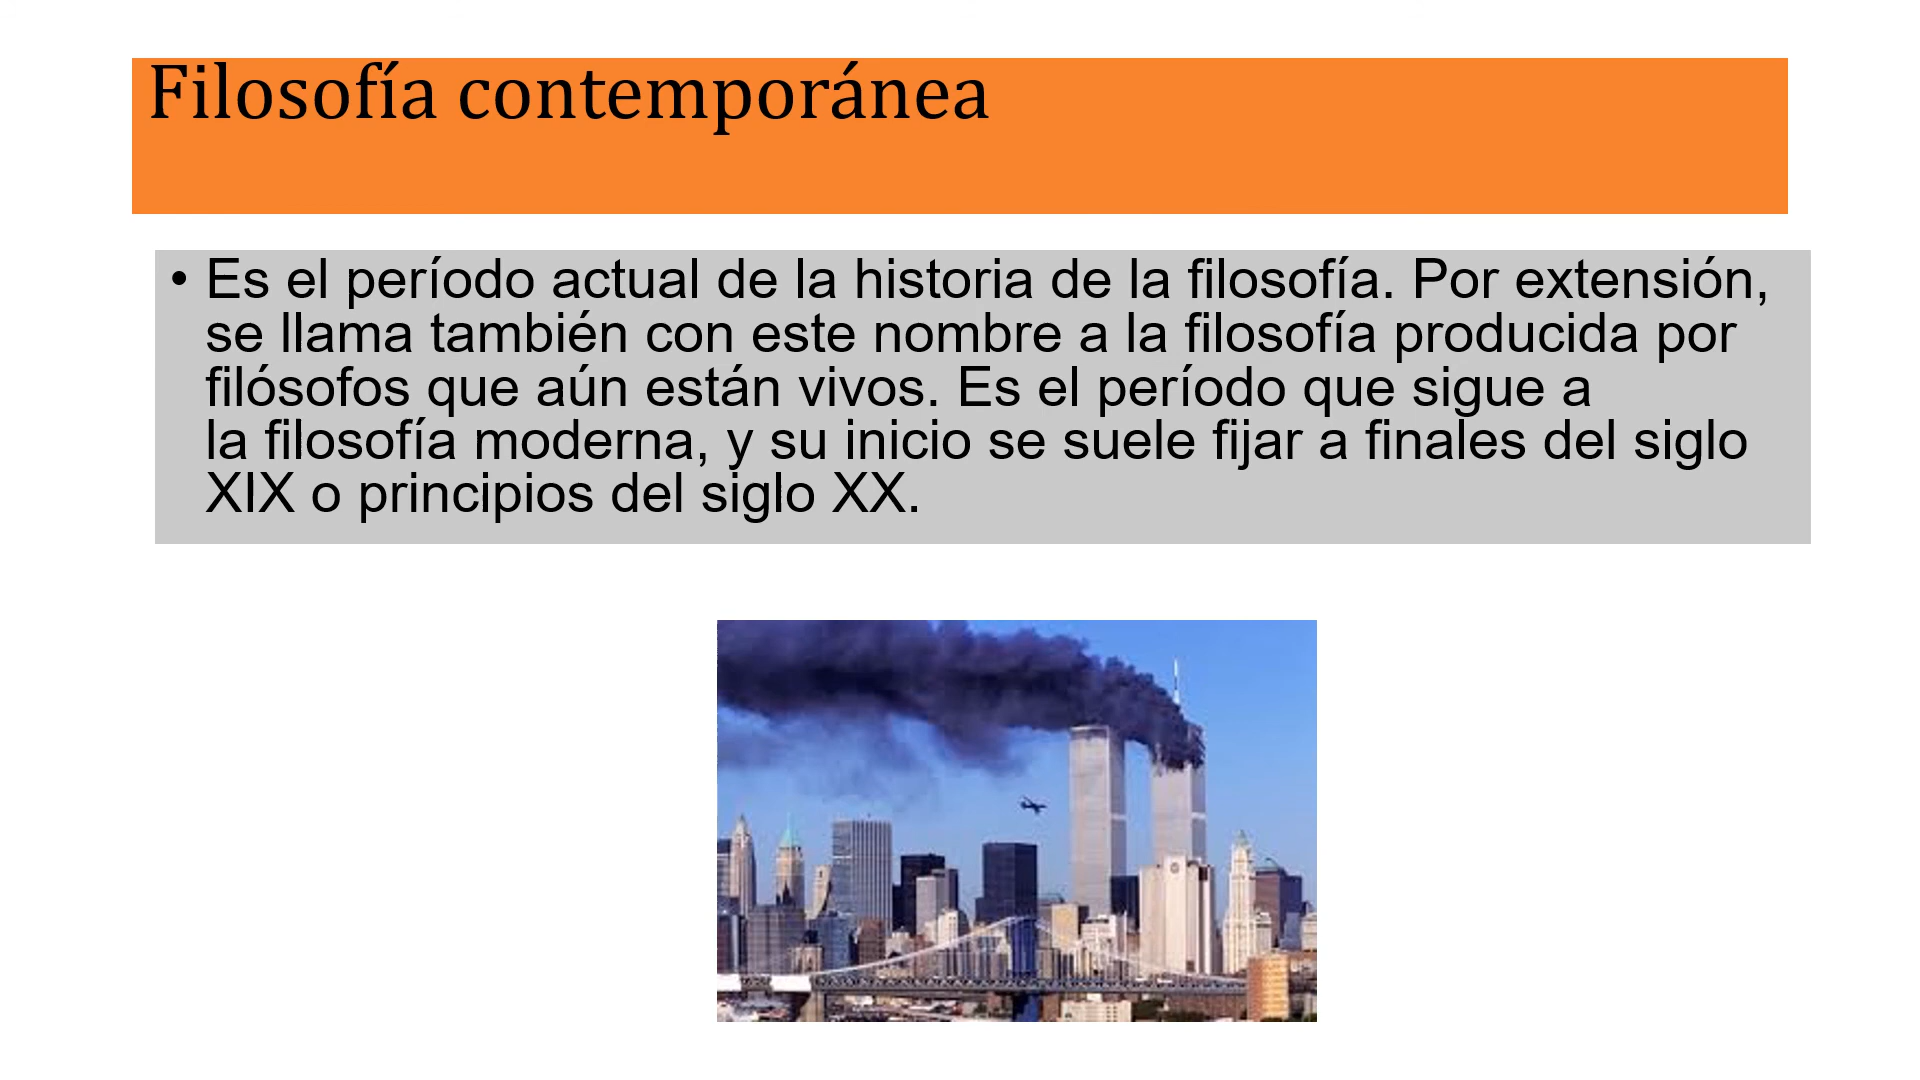 Filosofía contemporánea
• Es el período actual de la historia de la filosofía. Por extensión,
se llama también con este nombre a la filosofía producida por
filósofos que aún están vivos. Es el período que sigue a
la filosofía moderna, y su inicio se suele fijar a finales del siglo
XIX o principios del siglo XX.